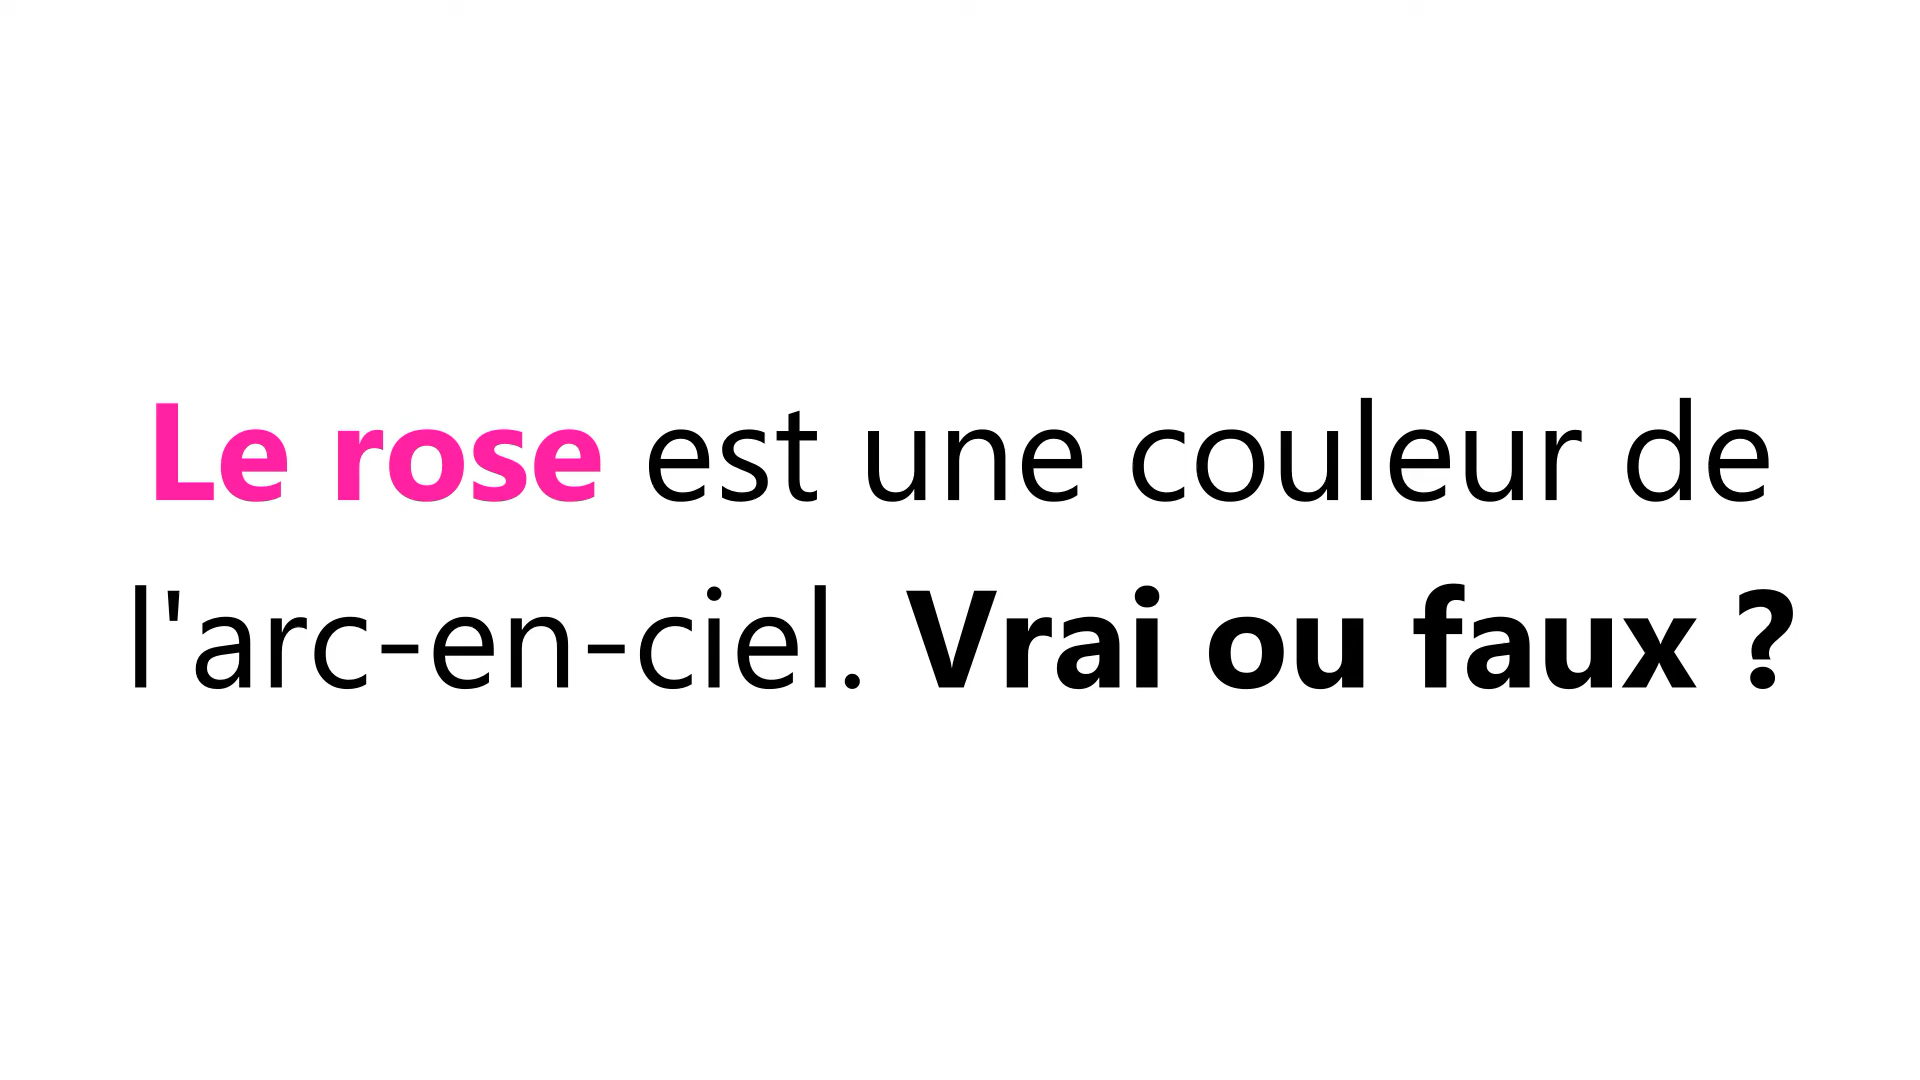 Le rose est une couleur de
l'arc-en-ciel. Vrai ou faux ?